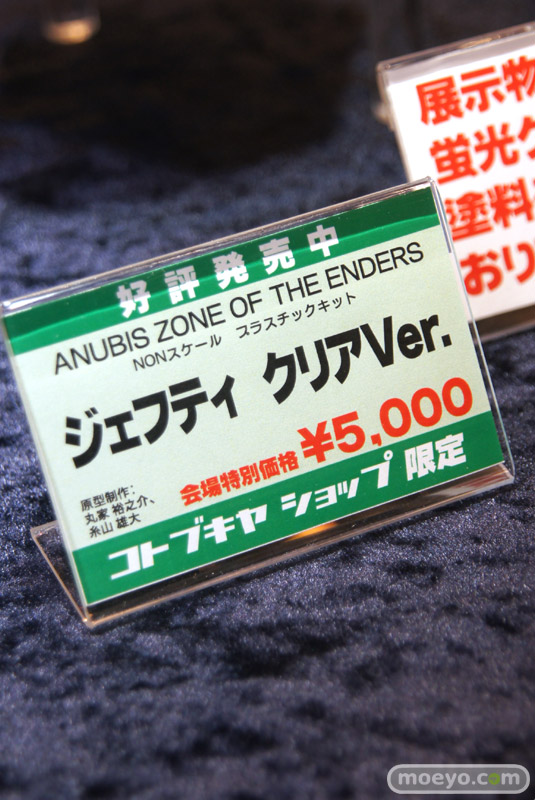 好評発売中
ANUBIS ZONE OF THE ENDERS
NONスケール プラスチックキット
ジェフティ クリアVer.
会場特別価格 ¥5,000
原型制作:
丸家 裕之介、
糸山 雄大
コトブキヤ ショップ 限定
展示物
蛍光ク
塗料
おり
moeyo.com